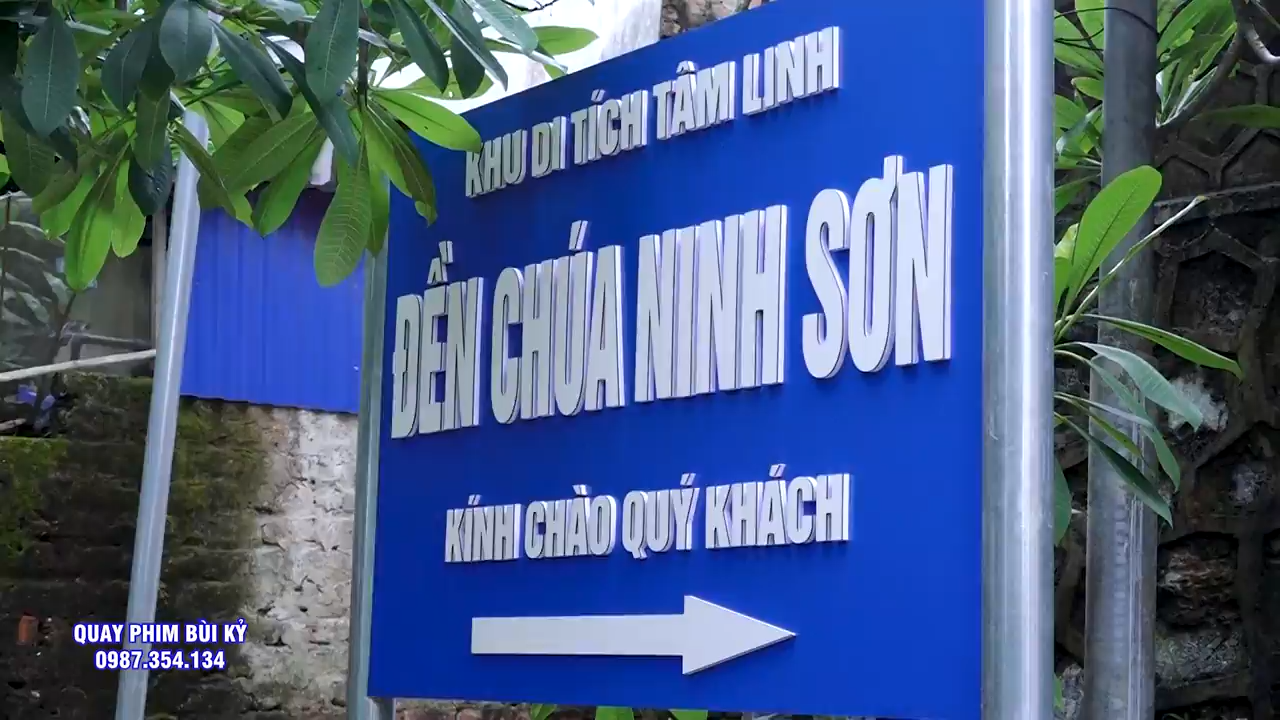 KHU DI TÍCH TÂM LINH
ĐỀN CHÚA NINH SƠN
KÍNH CHÀO QUÝ KHÁCH
QUAY PHIM BÙI KỶ
0987.354.134